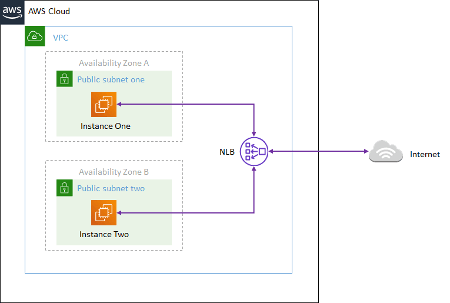 aws
AWS Cloud
VPC
Availability Zone A
Public subnet one
Instance One
NLB
Internet
Availability Zone B
Public subnet two
Instance Two